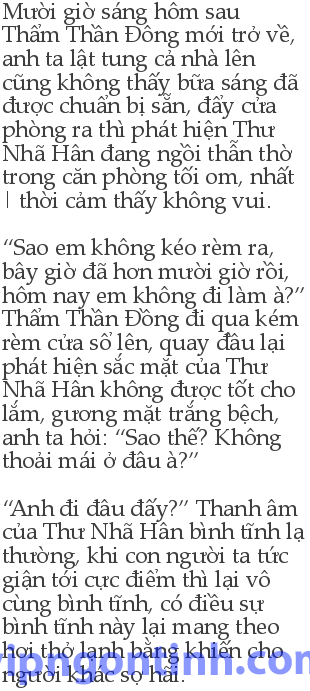 Mười giờ sáng hôm sau
Thẩm Thần Đông mới trở về,
anh ta lật tung cả nhà lên
cũng không thấy bữa sáng đã
được chuẩn bị sẵn, đẩy cửa
phòng ra thì phát hiện Thư
Nhã Hân đang ngồi thẫn thờ
trong căn phòng tối om, nhất
| thời cảm thấy không vui.
“Sao em không kéo rèm ra,
bây giờ đã hơn mười giờ rồi,
hôm nay em không đi làm à?”
Thẩm Thần Đồng đi qua kém
rèm cửa sổ lên, quay đầu lại
phát hiện sắc mặt của Thư
Nhã Hân không được tốt cho
lắm, gương mặt trắng bệch,
anh ta hỏi: “Sao thế? Không
thoải mái ở đâu à?”
“Anh đi đâu đấy?” Thanh âm
của Thư Nhã Hân bình tĩnh lạ
thường, khi con người ta tức
giận tới cực điểm thì lại vô
cùng bình tĩnh, có điều sự
bình tĩnh này lại mang theo
hơi thở lạnh băng khiến cho
người khác sợ hãi.
vipngontinh.com